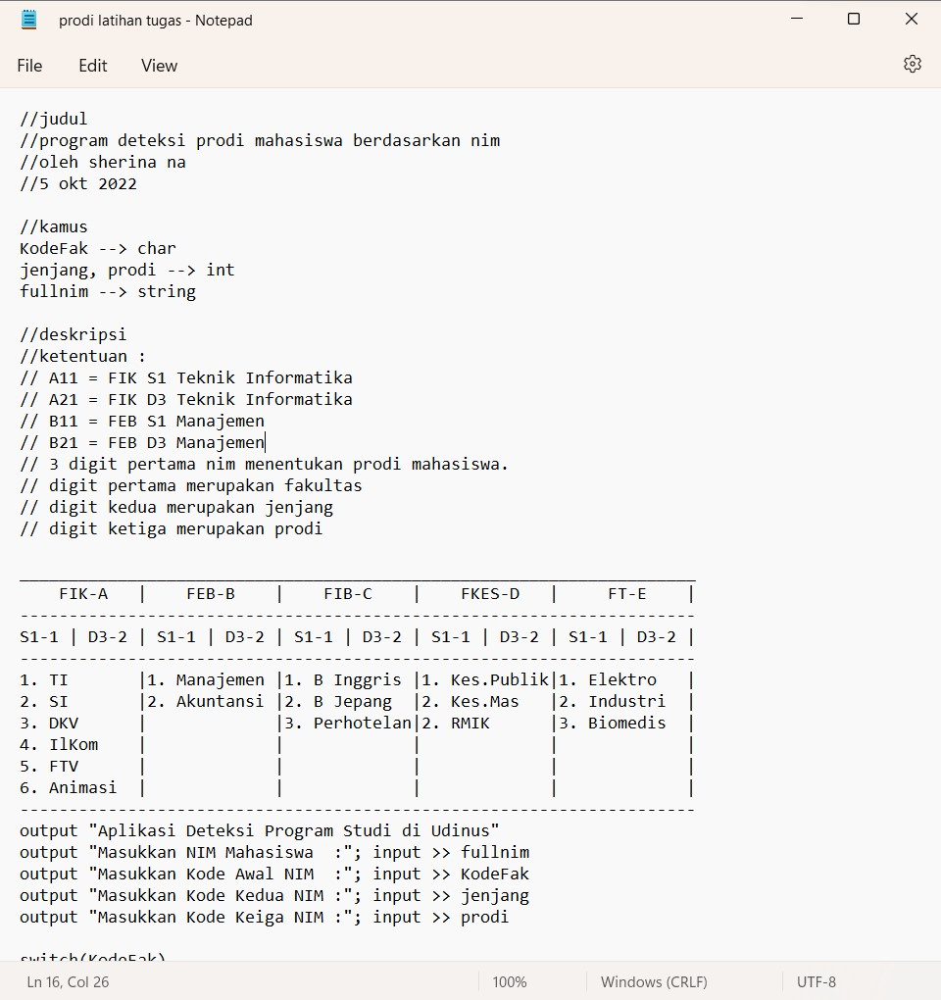 prodi latihan tugas - Notepad
File Edit View
//judul
//program deteksi prodi mahasiswa berdasarkan nim
//oleh sherina na
//5 okt 2022
//kamus
KodeFak --> char
jenjang, prodi --> int
fullnim --> string
//deskripsi
//ketentuan :
// A11 = FIK S1 Teknik Informatika
// A21 = FIK D3 Teknik Informatika
// B11 = FEB S1 Manajemen
// B21 = FEB D3 Manajemen
// 3 digit pertama nim menentukan prodi mahasiswa.
// digit pertama merupakan fakultas
// digit kedua merupakan jenjang
// digit ketiga merupakan prodi
_____________________________________________________________________
    FIK-A   |    FEB-B    |    FIB-C    |    FKES-D   |     FT-E    |
---------------------------------------------------------------------
S1-1 | D3-2 | S1-1 | D3-2 | S1-1 | D3-2 | S1-1 | D3-2 | S1-1 | D3-2 |
---------------------------------------------------------------------
1. TI       |1. Manajemen |1. B Inggris |1. Kes.Publik|1. Elektro   |
2. SI       |2. Akuntansi |2. B Jepang  |2. Kes.Mas   |2. Industri  |
3. DKV      |             |3. Perhotelan|2. RMIK      |3. Biomedis  |
4. IlKom    |             |             |             |             |
5. FTV      |             |             |             |             |
6. Animasi  |             |             |             |             |
---------------------------------------------------------------------
output "Aplikasi Deteksi Program Studi di Udinus"
output "Masukkan NIM Mahasiswa  :"; input >> fullnim
output "Masukkan Kode Awal NIM  :"; input >> KodeFak
output "Masukkan Kode Kedua NIM :"; input >> jenjang
output "Masukkan Kode Keiga NIM :"; input >> prodi
switch(KodeFak)
Ln 16, Col 26 100% Windows (CRLF) UTF-8